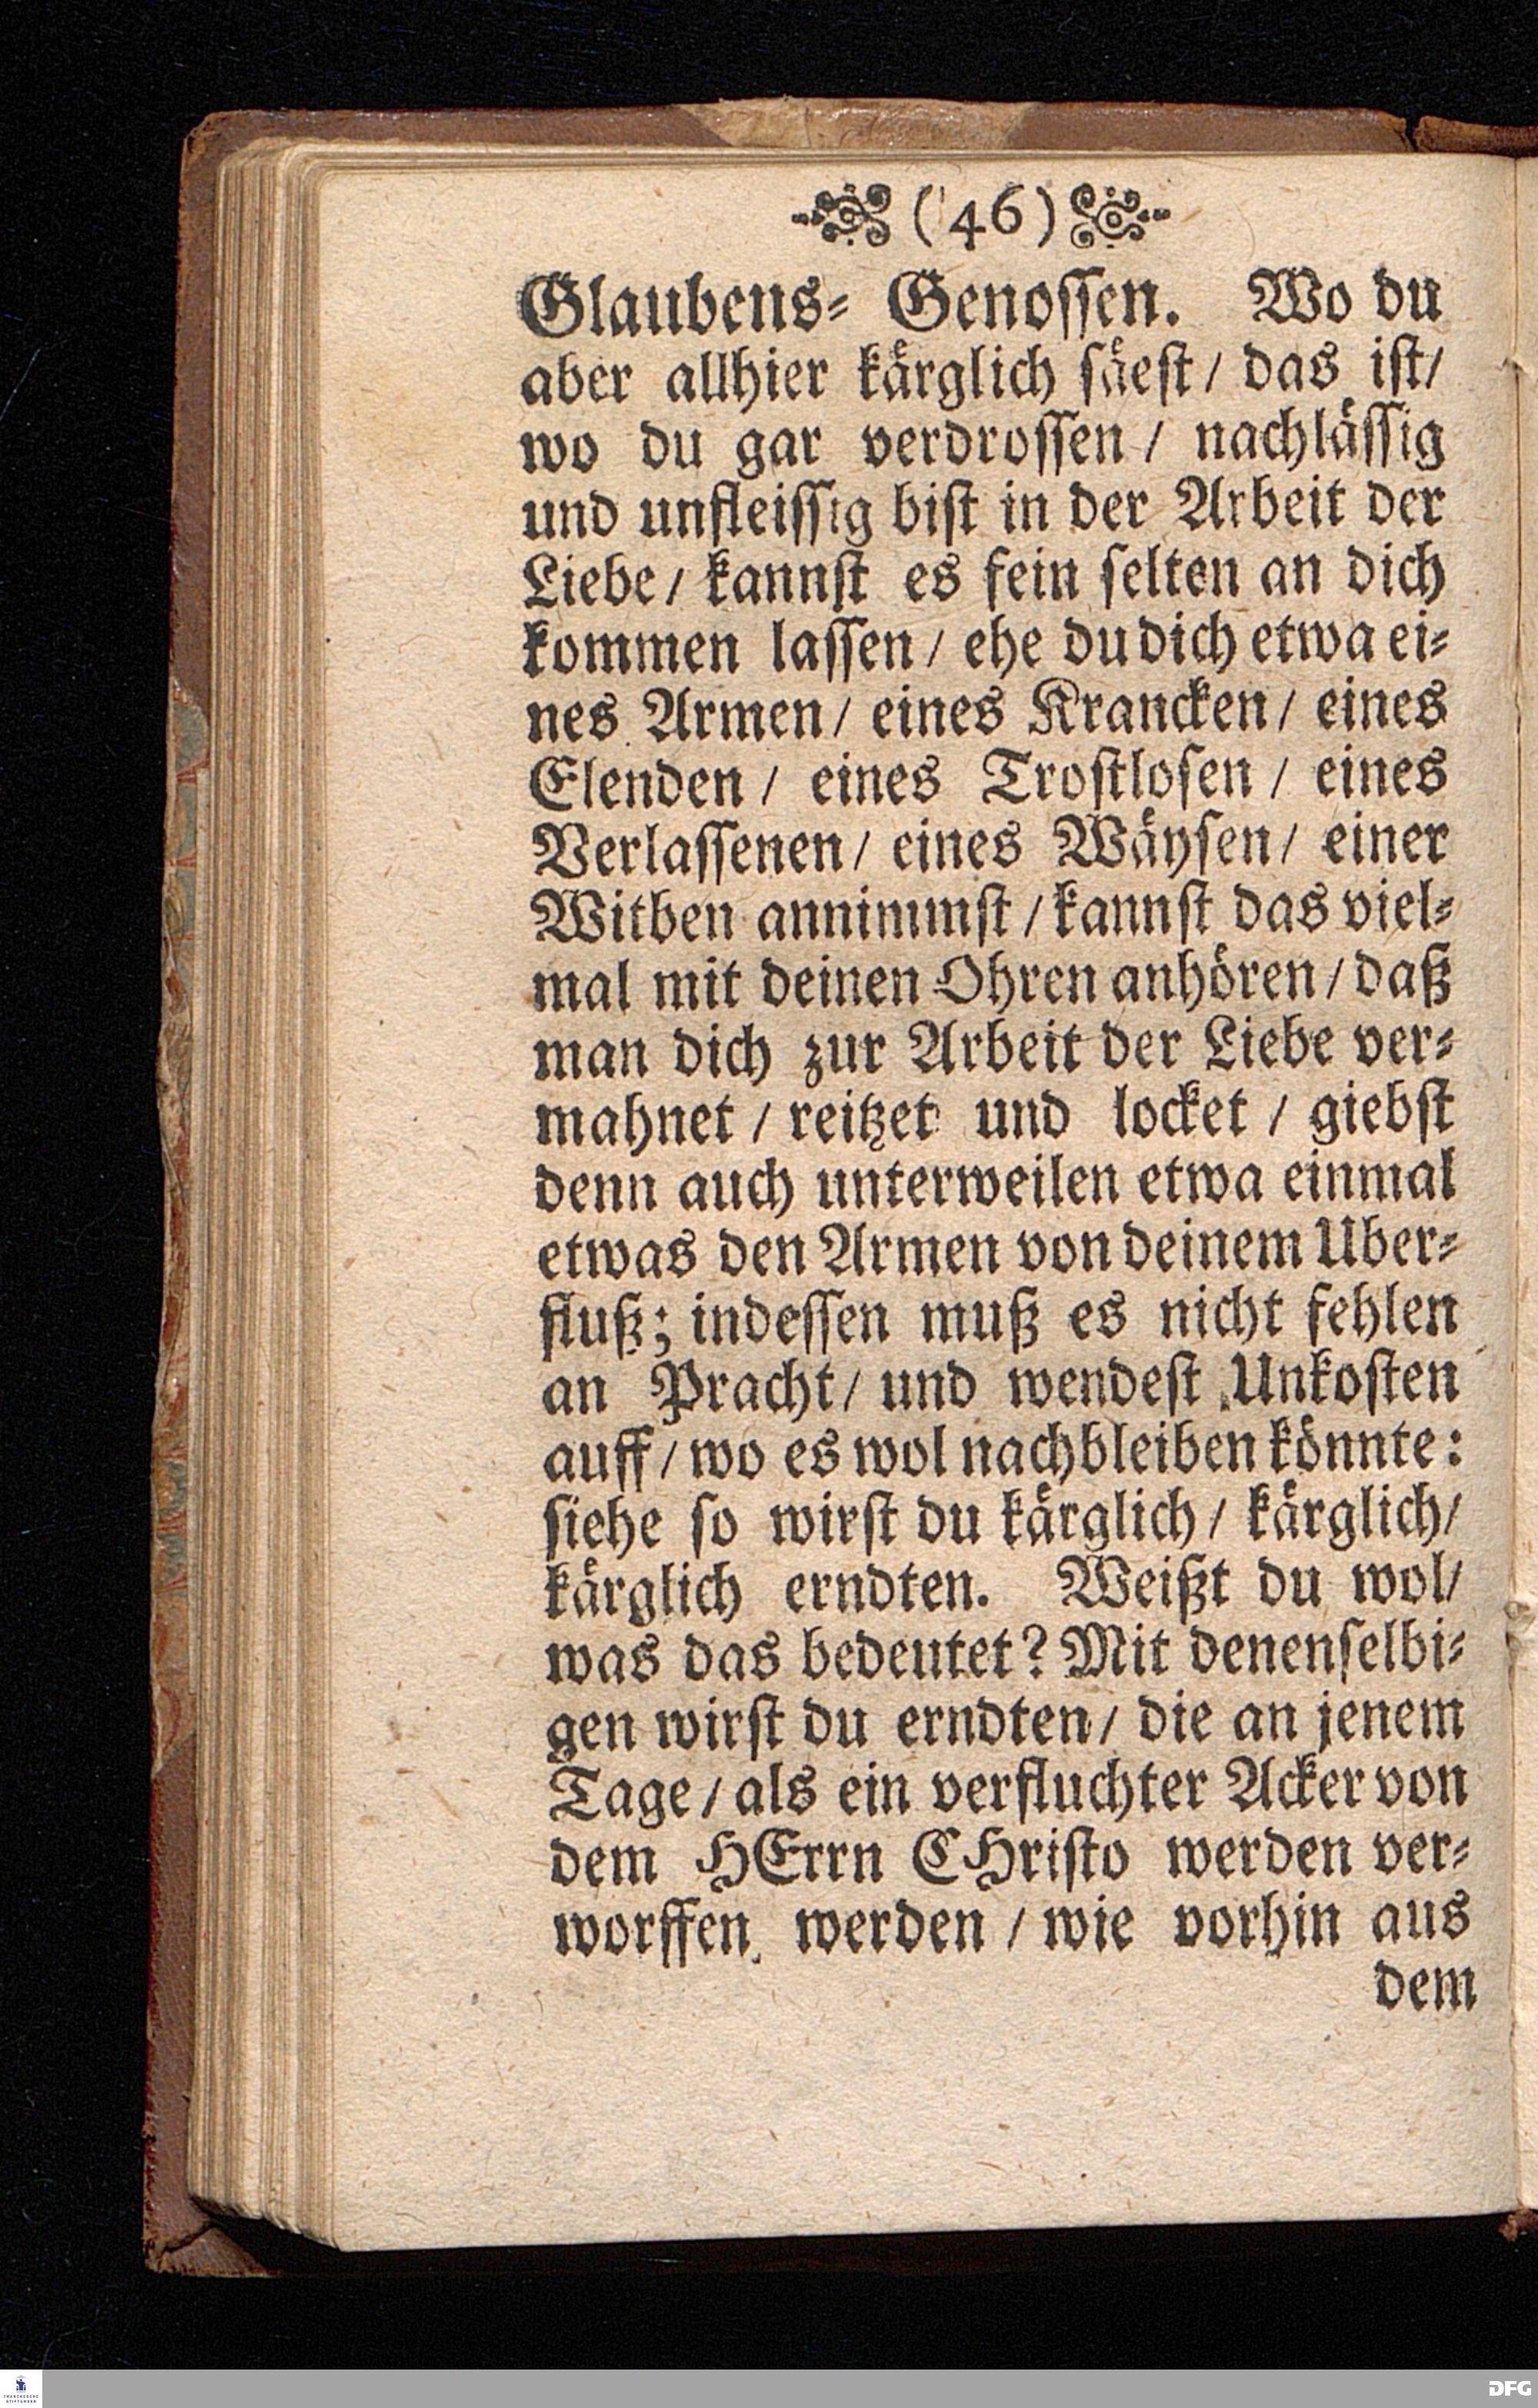 (46)
Glaubens- Genossen. Wo du
aber allhier kärglich säest / das ist/
wo du gar verdrossen / nachlässig
und unfleissig bist in der Arbeit der
Liebe / kannst es fein selten an dich
kommen lassen / ehe du dich etwa ei-
nes Armen / eines Krancken / eines
Elenden / eines Trostlosen / eines
Verlassenen / eines Wäysen / einer
Witben annimmst / kannst das viel-
mal mit deinen Ohren anhören / daß
man dich zur Arbeit der Liebe ver-
mahnet / reitzet und locket / giebst
denn auch unterweilen etwa einmal
etwas den Armen von deinem Uber-
fluß; indessen muß es nicht fehlen
an Pracht / und wendest Unkosten
auff / wo es wol nachbleiben könnte:
siehe so wirst du kärglich / kärglich/
kärglich erndten. Weißt du wol/
was das bedeutet? Mit denenselbi-
gen wirst du erndten / die an jenem
Tage / als ein verfluchter Acker von
dem HErrn CHristo werden ver-
worffen werden / wie vorhin aus
dem
FRANCKESCHE
STIFTUNGEN
DFG